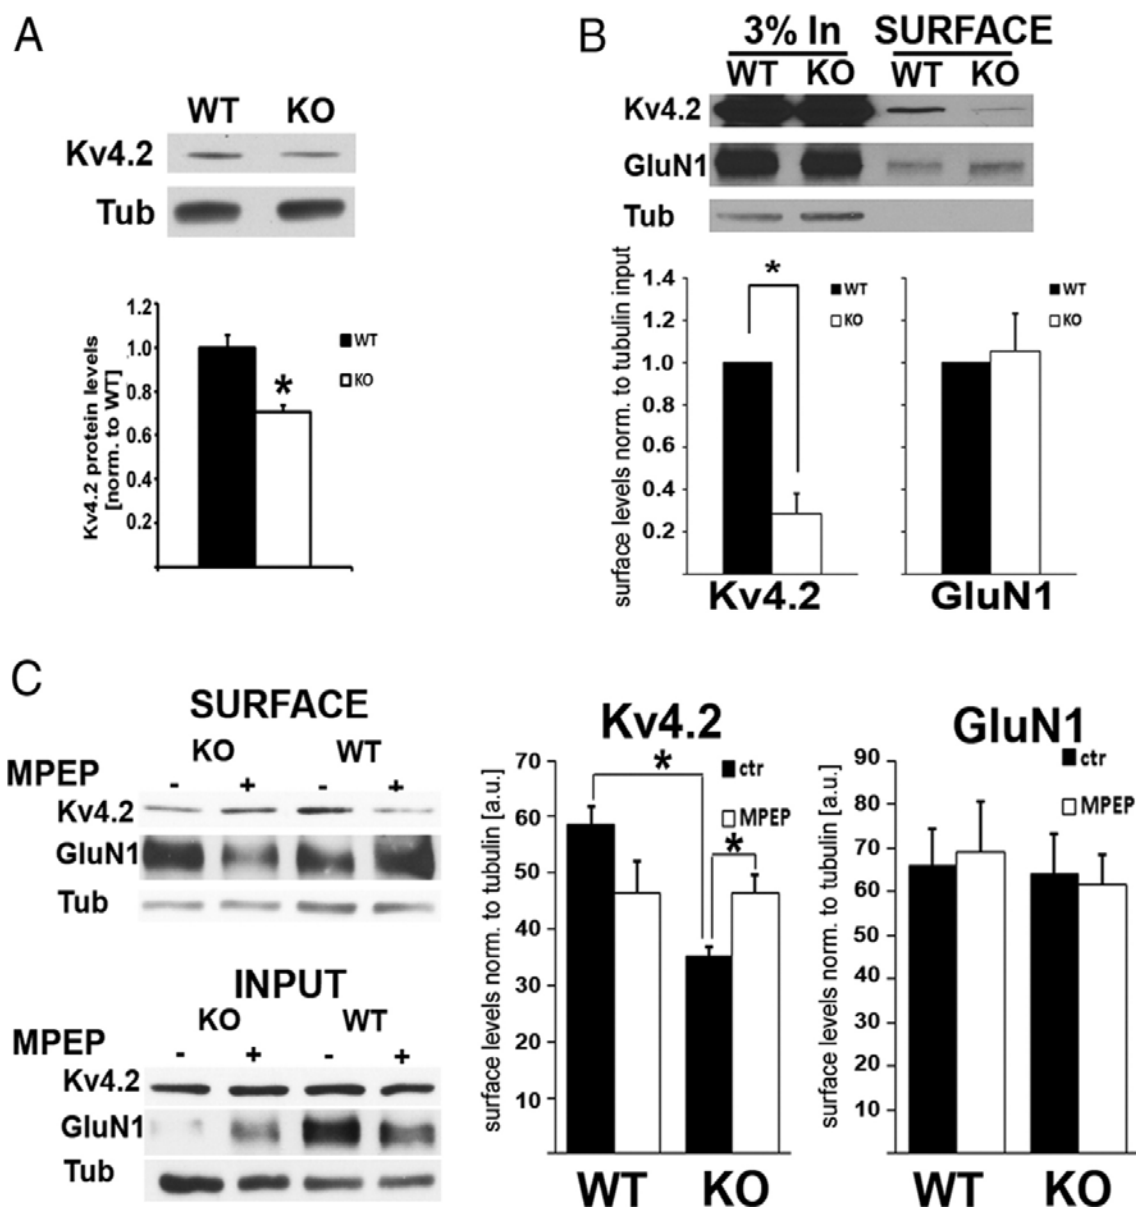 A
WT KO
Kv4.2
Tub
Kv4.2 protein levels
[norm. to WT]
1.2
1.0
0.8
0.6
0.4
0.2
*
WT
KO
B
3% In SURFACE
WT KO WT KO
Kv4.2
GluN1
Tub
surface levels norm. to tubulin input
1.4
1.2
1.0
0.8
0.6
0.4
0.2
*
WT
KO
Kv4.2
WT
KO
GluN1
C
SURFACE
KO WT
MPEP - + - +
Kv4.2
GluN1
Tub
INPUT
KO WT
MPEP - + - +
Kv4.2
GluN1
Tub
Kv4.2
surface levels norm. to tubulin [a.u.]
70
60
50
40
30
20
10
*
*
ctr
MPEP
WT KO
GluN1
surface levels norm. to tubulin [a.u.]
90
80
70
60
50
40
30
20
10
ctr
MPEP
WT KO